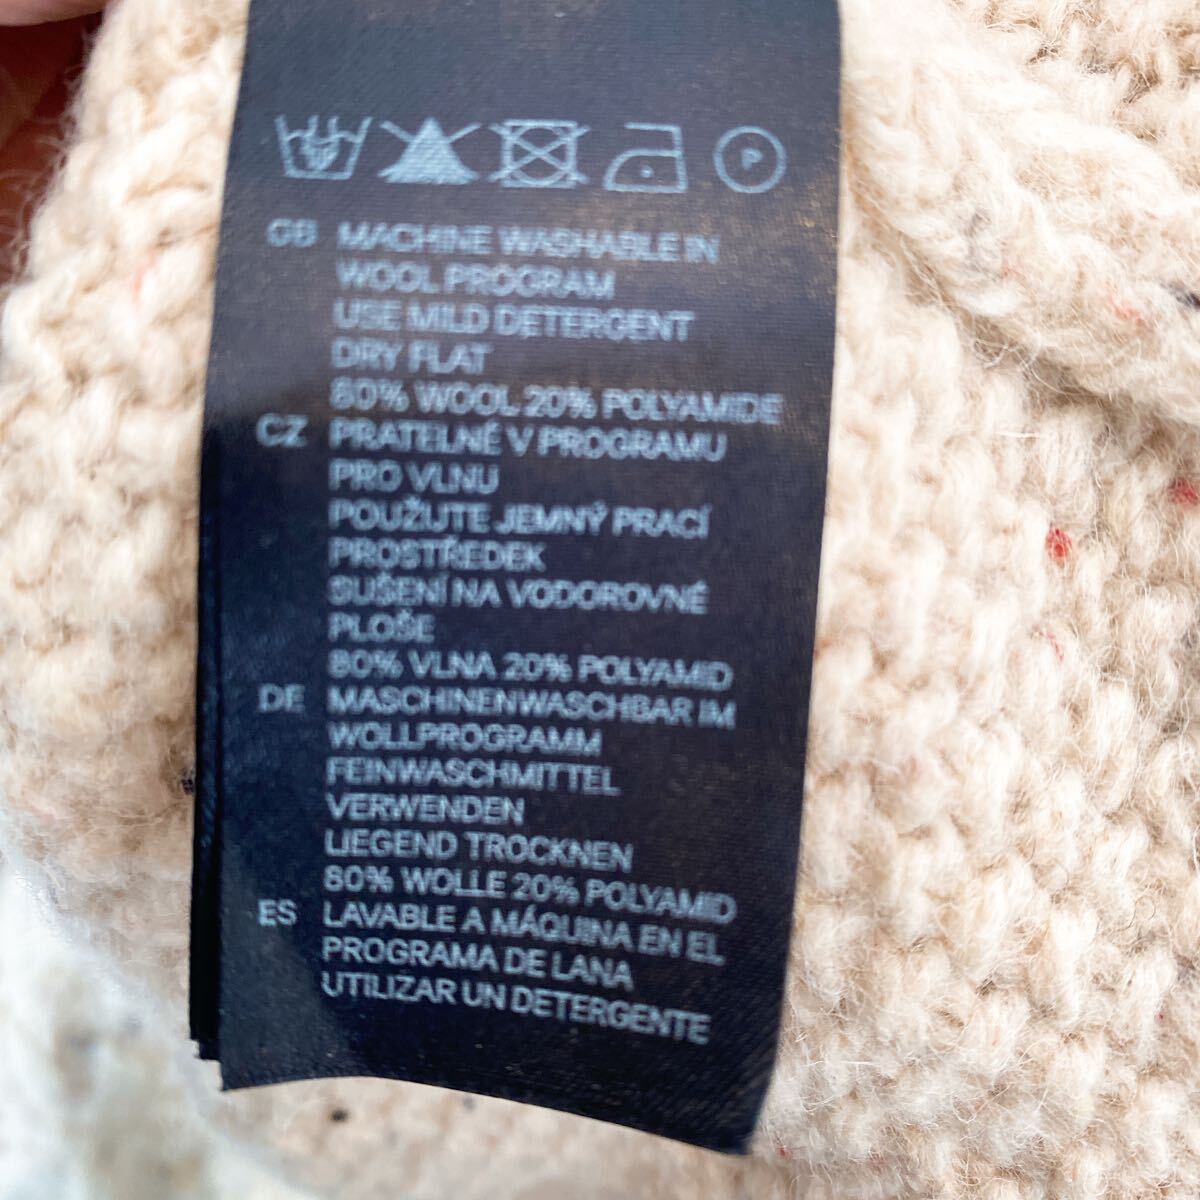 P
GB MACHINE WASHABLE IN
WOOL PROGRAM
USE MILD DETERGENT
DRY FLAT
80% WOOL 20% POLYAMIDE
CZ PRATELNÉ V PROGRAMU
PRO VLNU
POUŽIJTE JEMNÝ PRACÍ
PROSTŘEDEK
SUŠENÍ NA VODOROVNÉ
PLOŠE
80% VLNA 20% POLYAMID
DE MASCHINENWASCHBAR IM
WOLLPROGRAMM
FEINWASCHMITTEL
VERWENDEN
LIEGEND TROCKNEN
80% WOLLE 20% POLYAMID
ES LAVABLE A MÁQUINA EN EL
PROGRAMA DE LANA
UTILIZAR UN DETERGENTE